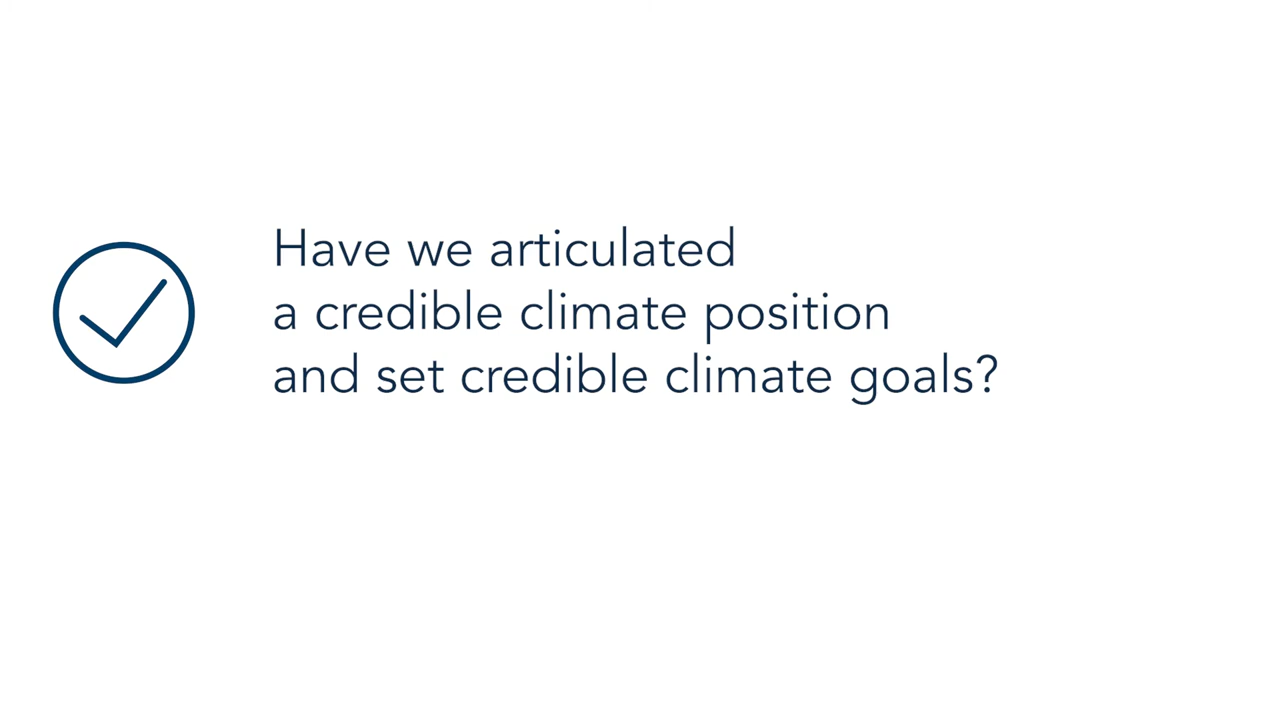 Have we articulated
a credible climate position
and set credible climate goals?